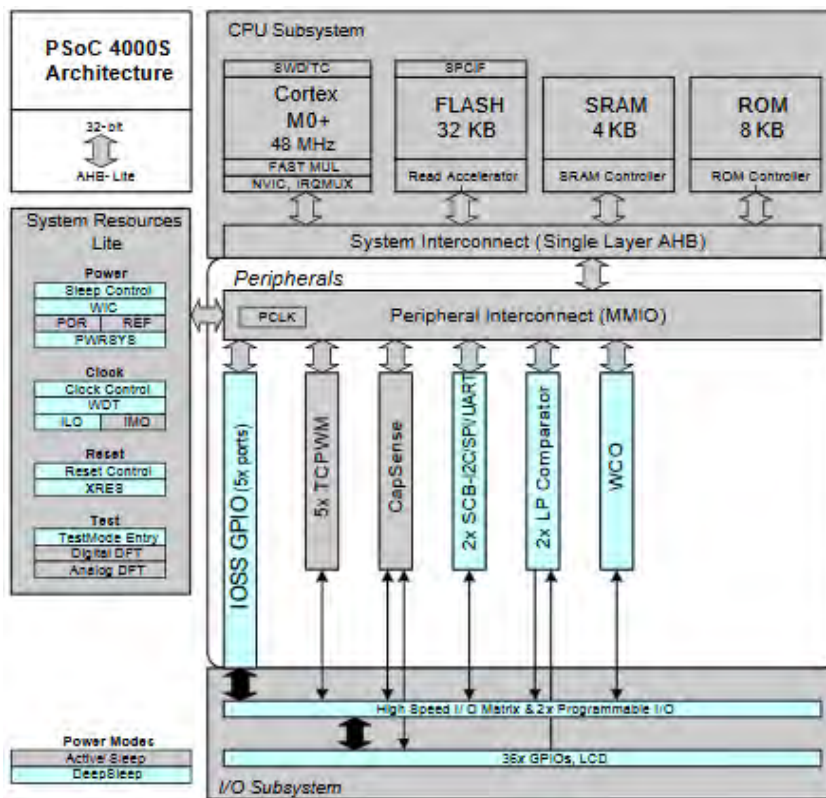 PSoC 4000S
Architecture
32-bit
AHB-Lite
CPU Subsystem
SWD/TC
Cortex
M0+
48 MHz
FAST MUL
NVIC, IRQMUX
SPCIF
FLASH
32 KB
Read Accelerator
SRAM
4 KB
SRAM Controller
ROM
8 KB
ROM Controller
System Interconnect (Single Layer AHB)
System Resources
Lite
Power
Sleep Control
WIC
POR
REF
PWRSYS
Clock
Clock Control
WDT
ILO
IMO
Reset
Reset Control
XRES
Test
TestMode Entry
Digital DFT
Analog DFT
Peripherals
PCLK
Peripheral Interconnect (MMIO)
IOSS GPIO (5x ports)
5x TCPWM
CapSense
2x SCB-I2C/SPI/UART
2x LP Comparator
WCO
High Speed I/O Matrix & 2x Programmable I/O
36x GPIOs, LCD
I/O Subsystem
Power Modes
Active/Sleep
DeepSleep